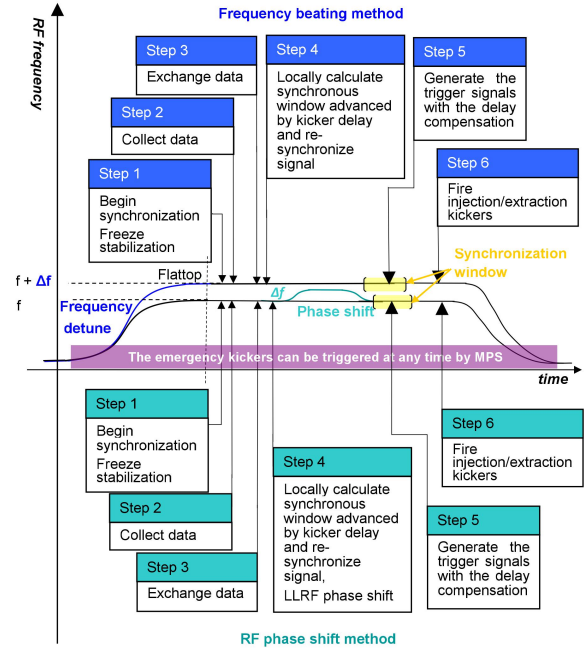 Frequency beating method
RF frequency
Step 3
Exchange data
Step 4
Locally calculate
synchronous
window advanced
by kicker delay
and re-
synchronize
signal
Step 5
Generate the
trigger signals
with the delay
compensation
Step 2
Collect data
Step 1
Begin
synchronization
Freeze
stabilization
Step 6
Fire
injection/extraction
kickers
Synchronization
window
f + Δf
Flattop
Δf
f
Frequency
detune
Phase shift
The emergency kickers can be triggered at any time by MPS
time
Step 1
Begin
synchronization
Freeze
stabilization
Step 2
Collect data
Step 3
Exchange data
Step 4
Locally calculate
synchronous
window advanced
by kicker delay
and re-
synchronize
signal,
LLRF phase shift
Step 6
Fire
injection/extraction
kickers
Step 5
Generate the
trigger signals
with the delay
compensation
RF phase shift method